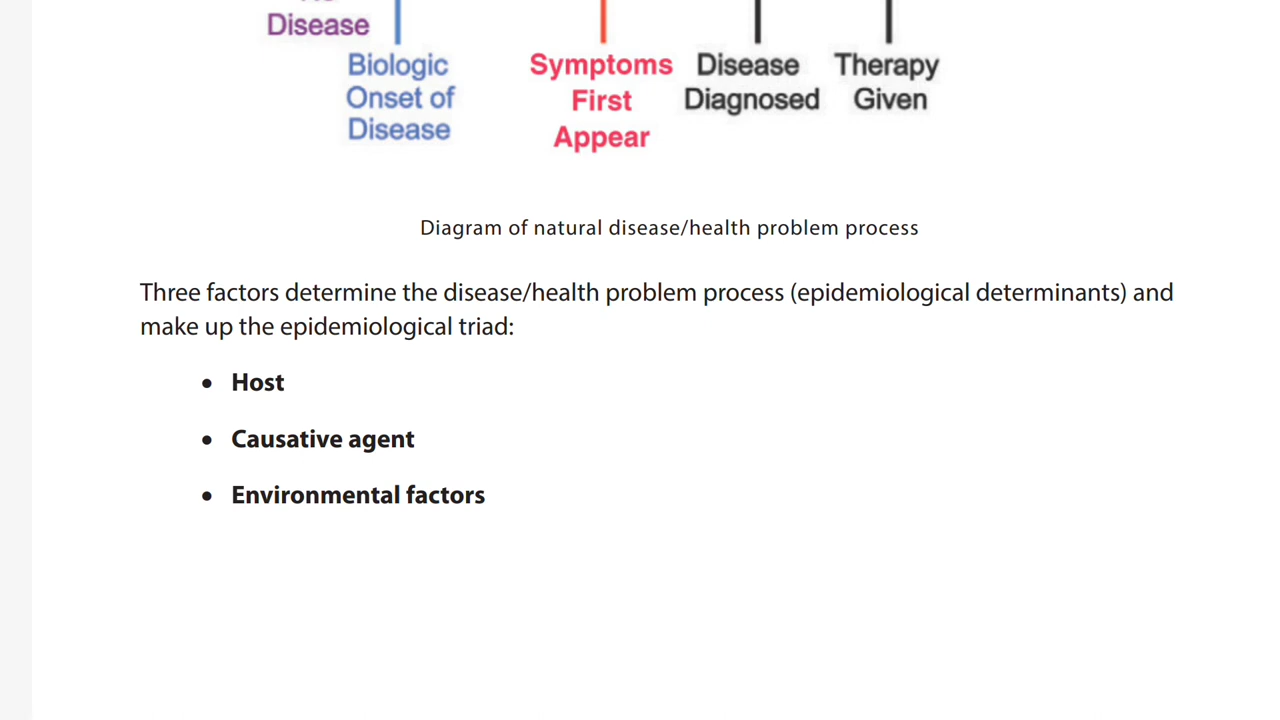 Disease
Biologic
Onset of
Disease
Symptoms
First
Appear
Disease
Diagnosed
Therapy
Given
Diagram of natural disease/health problem process
Three factors determine the disease/health problem process (epidemiological determinants) and
make up the epidemiological triad:
• Host
• Causative agent
• Environmental factors